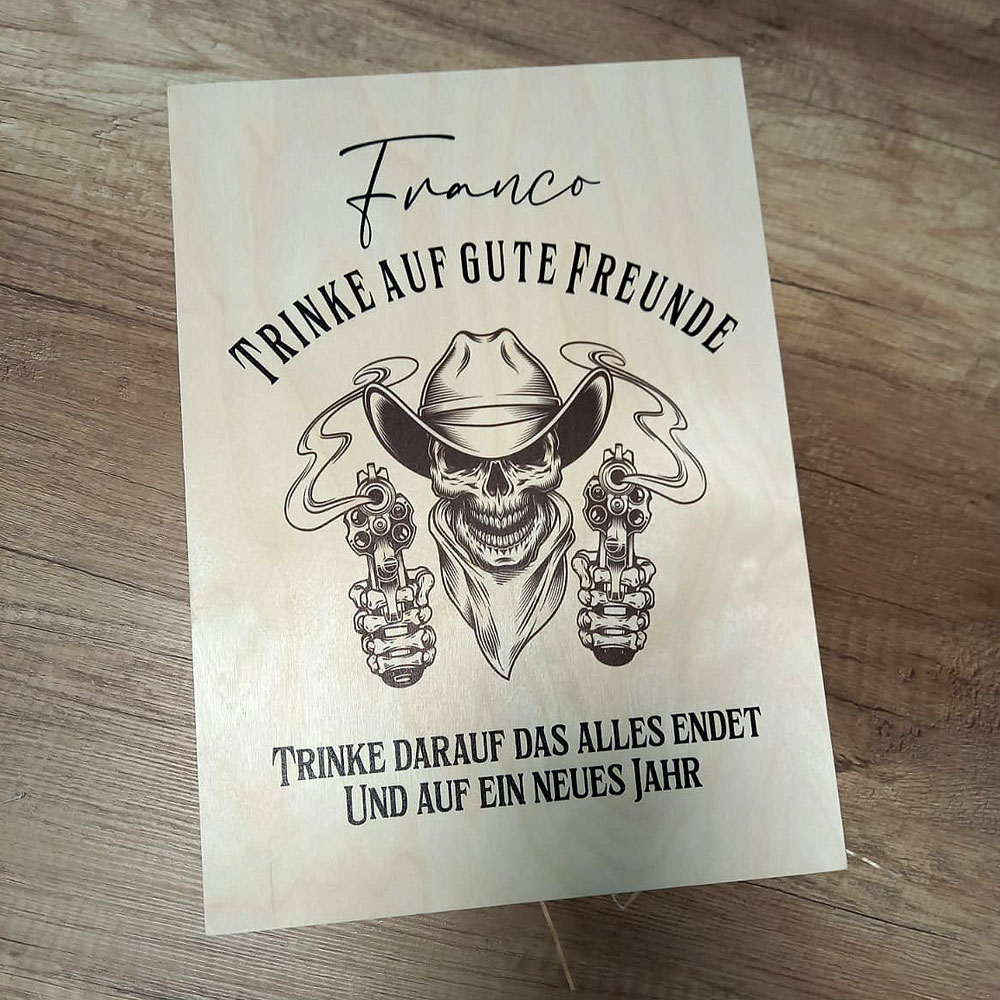 Franco
TRINKE AUF GUTE FREUNDE
TRINKE DARAUF DAS ALLES ENDET
UND AUF EIN NEUES JAHR